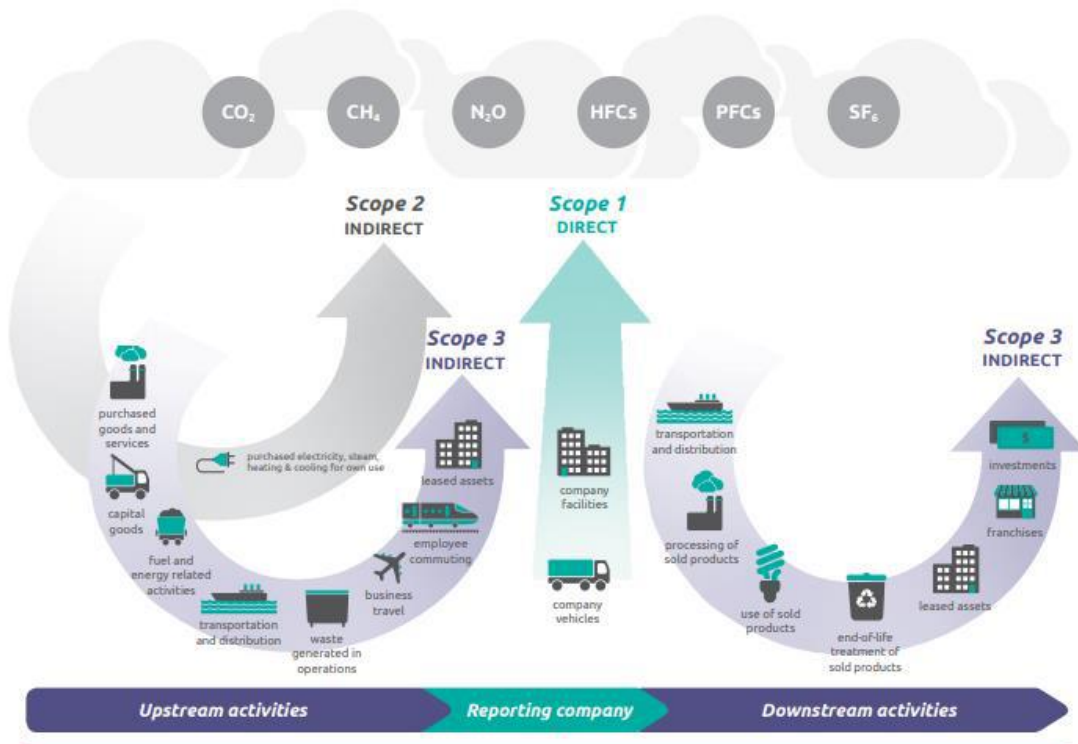 CO₂
CH₄
N₂O
HFCs
PFCs
SF₆
Scope 2
INDIRECT
Scope 1
DIRECT
Scope 3
INDIRECT
Scope 3
INDIRECT
purchased
goods and
services
capital
goods
fuel and
energy related
activities
purchased electricity, steam,
heating & cooling for own use
transportation
and distribution
waste
generated in
operations
business
travel
employee
commuting
leased assets
company
facilities
company
vehicles
transportation
and distribution
processing of
sold products
use of sold
products
end-of-life
treatment of
sold products
leased assets
franchises
$
investments
Upstream activities
Reporting company
Downstream activities